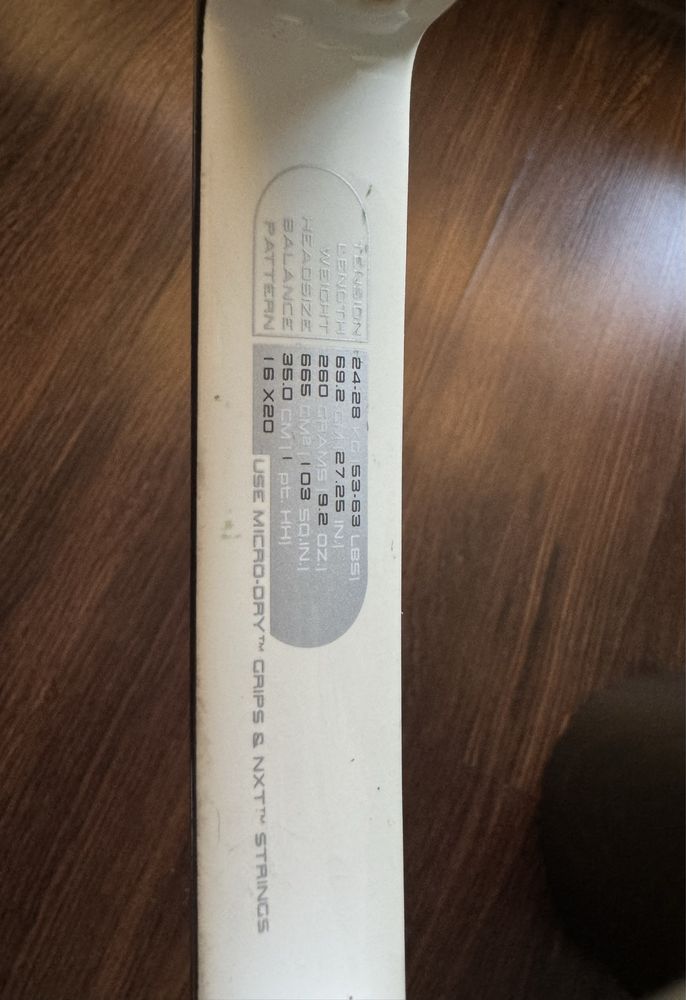 TENSION 24-28 KG | 53-63 LBS|
LENGTH 69.2 CM | 27.25 IN.|
WEIGHT 260 GRAMS | 9.2 OZ.|
HEADSIZE 665 CM² | 103 SQ.IN.|
BALANCE 35.0 CM | 1 pt. HH|
PATTERN 16 X20
USE MICRO-DRY™ GRIPS & NXT™ STRINGS